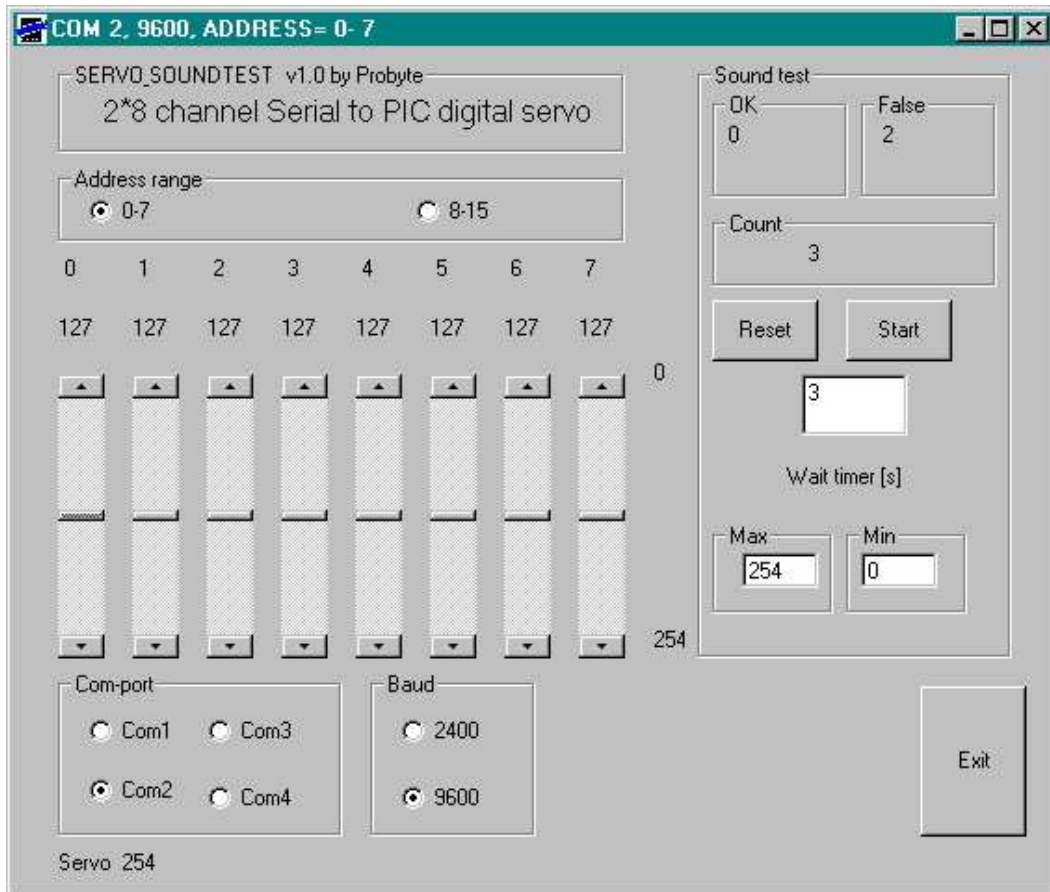 COM 2, 9600, ADDRESS= 0- 7
SERVO_SOUNDTEST v1.0 by Probyte
2*8 channel Serial to PIC digital servo
Address range
0-7 8-15
0 1 2 3 4 5 6 7
127 127 127 127 127 127 127 127
0
254
Sound test
OK False
0 2
Count
3
Reset Start
3
Wait timer [s]
Max Min
254 0
Com-port
Com1 Com3
Com2 Com4
Baud
2400
9600
Exit
Servo 254